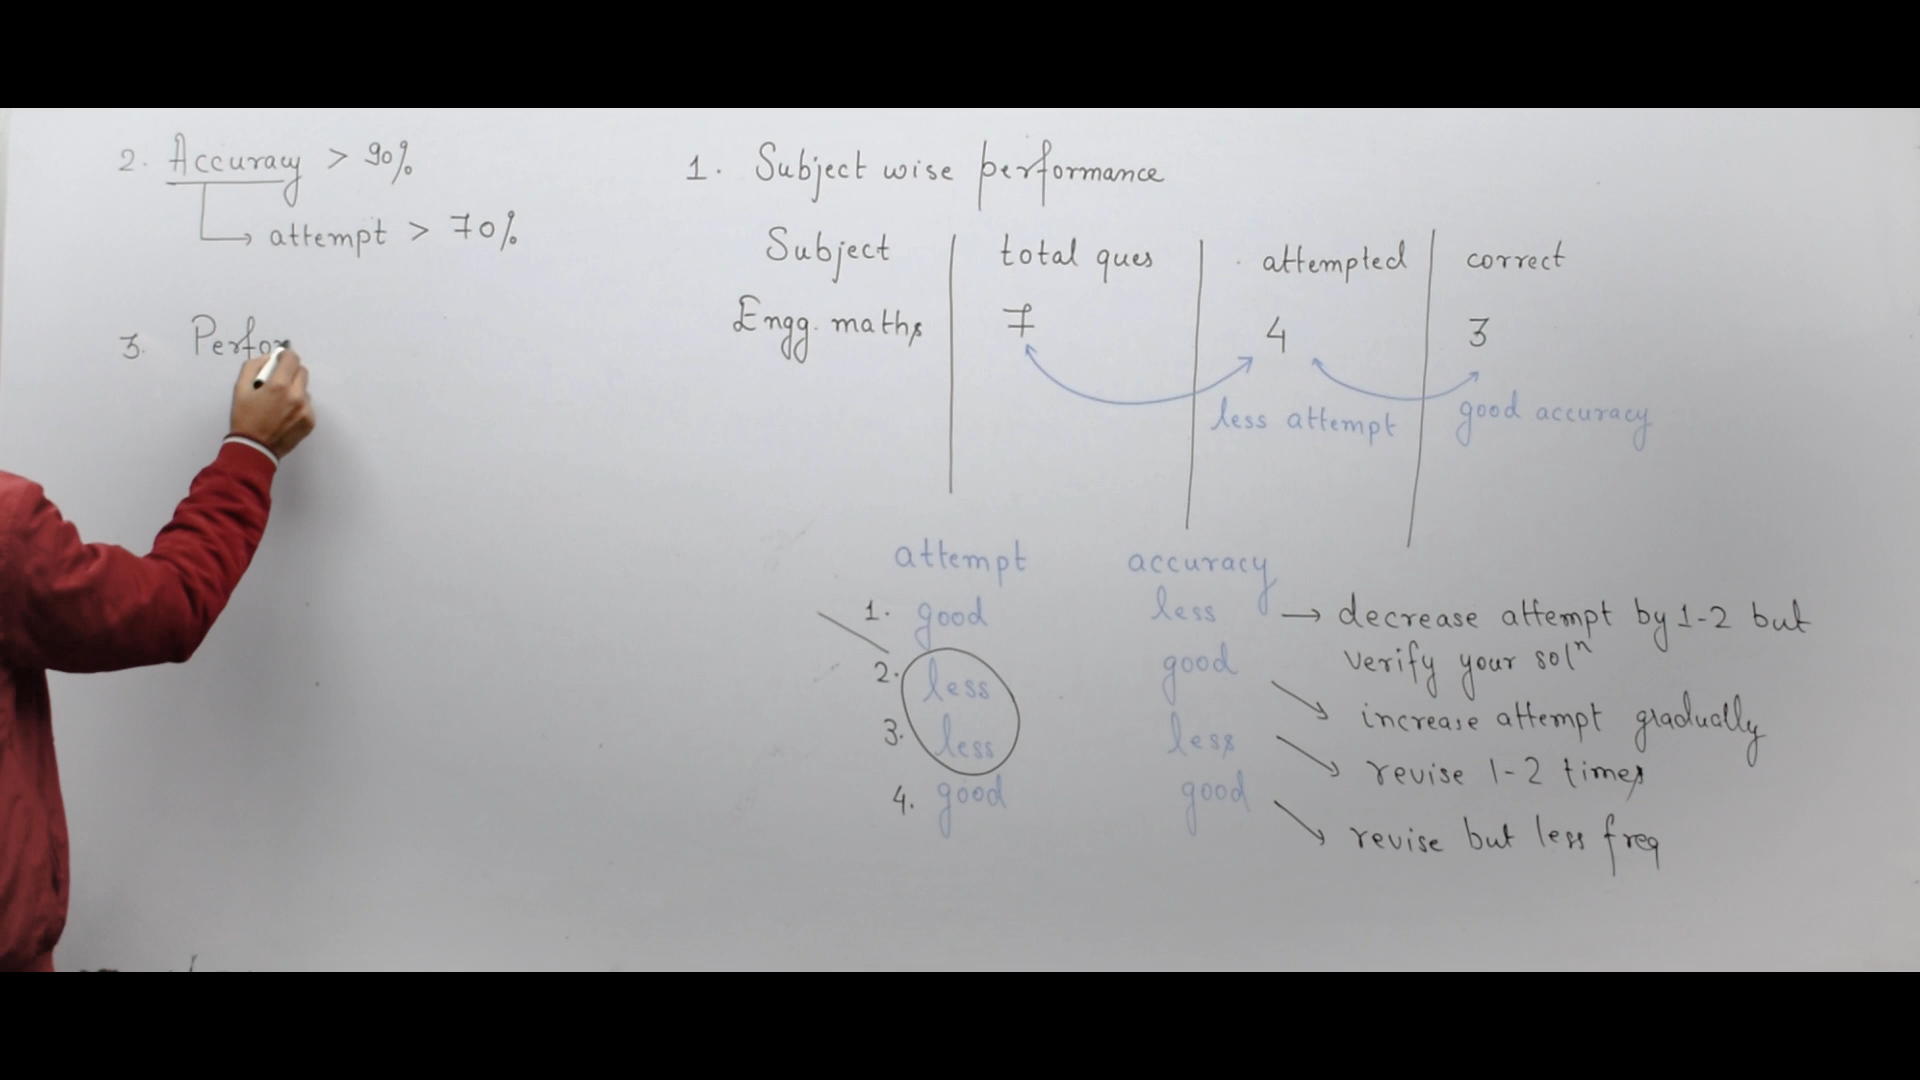 2. Accuracy > 90%
attempt > 70%
3. Perfor
1. Subject wise performance
Subject total ques attempted correct
Engg. maths 7 4 3
less attempt good accuracy
attempt accuracy
1. good less → decrease attempt by 1-2 but
verify your solⁿ
2. less good
increase attempt gradually
3. less less
revise 1-2 times
4. good good
revise but less freq